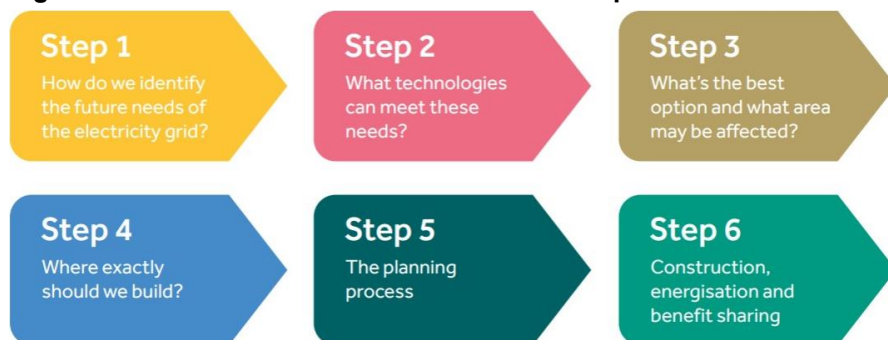 Step 1
How do we identify
the future needs of
the electricity grid?
Step 2
What technologies
can meet these
needs?
Step 3
What's the best
option and what area
may be affected?
Step 4
Where exactly
should we build?
Step 5
The planning
process
Step 6
Construction,
energisation and
benefit sharing